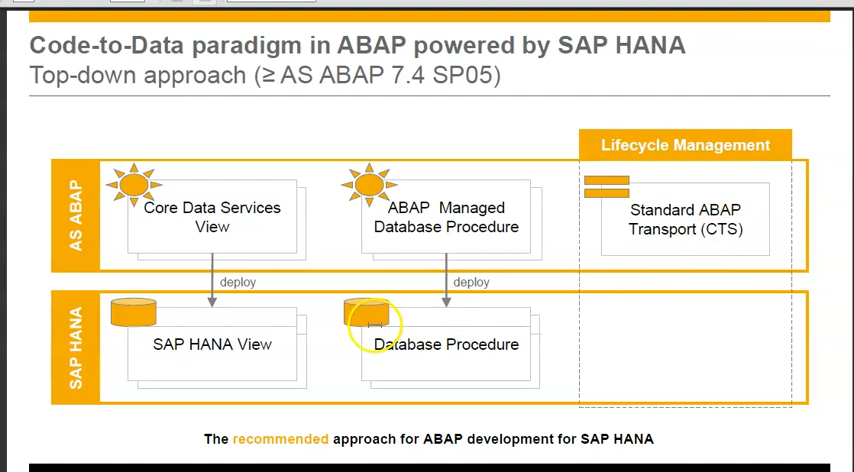 Code-to-Data paradigm in ABAP powered by SAP HANA
Top-down approach (≥ AS ABAP 7.4 SP05)
Lifecycle Management
AS ABAP
Core Data Services
View
ABAP Managed
Database Procedure
Standard ABAP
Transport (CTS)
deploy
deploy
SAP HANA
SAP HANA View
Database Procedure
The recommended approach for ABAP development for SAP HANA